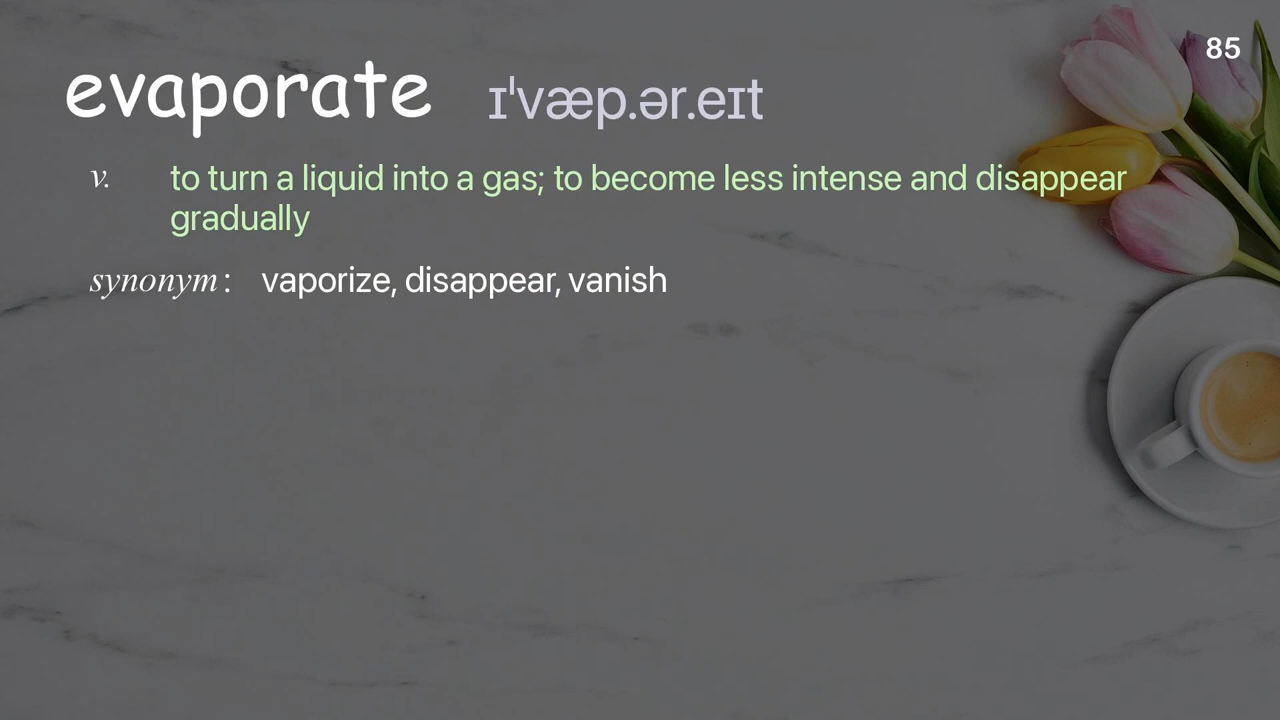 85
evaporate ɪˈvæp.ər.eɪt
v. to turn a liquid into a gas; to become less intense and disappear
gradually
synonym: vaporize, disappear, vanish